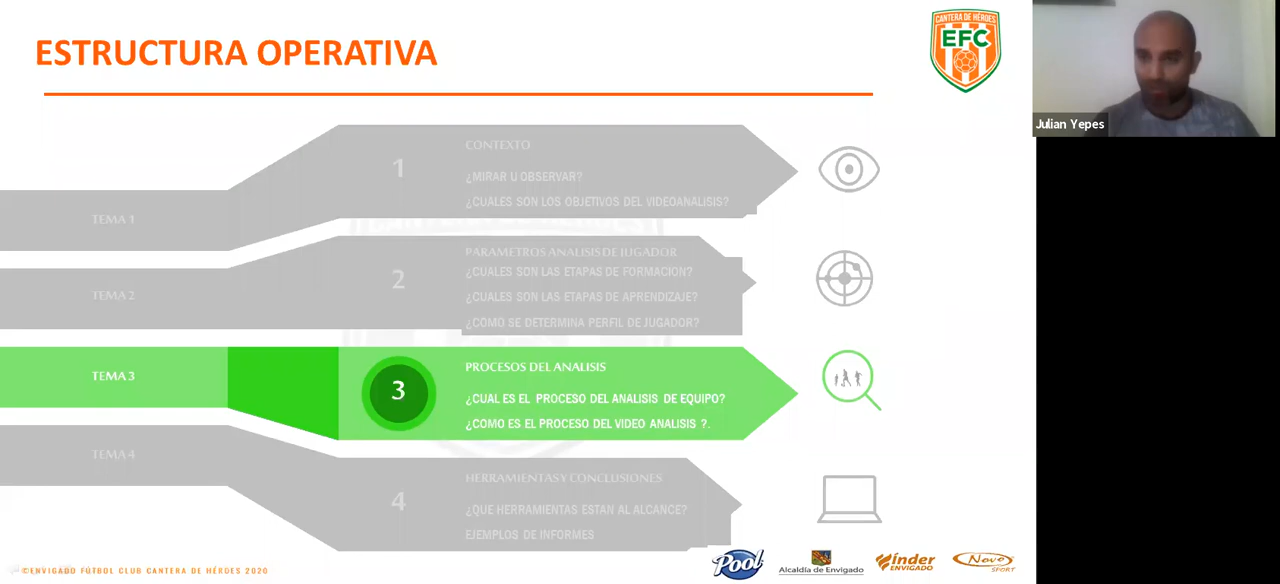 ESTRUCTURA OPERATIVA
CANTERA DE HÉROES
EFC
Julian Yepes
TEMA 1
1
CONTEXTO
¿MIRAR U OBSERVAR?
¿CUALES SON LOS OBJETIVOS DEL VIDEOANALISIS?
TEMA 2
2
PARAMETROS ANALISIS DE JUGADOR
¿CUALES SON LAS ETAPAS DE FORMACION?
¿CUALES SON LAS ETAPAS DE APRENDIZAJE?
¿COMO SE DETERMINA PERFIL DE JUGADOR?
TEMA 3
3
PROCESOS DEL ANALISIS
¿CUAL ES EL PROCESO DEL ANALISIS DE EQUIPO?
¿COMO ES EL PROCESO DEL VIDEO ANALISIS ?.
TEMA 4
4
HERRAMIENTAS Y CONCLUSIONES
¿QUE HERRAMIENTAS ESTAN AL ALCANCE?
EJEMPLOS DE INFORMES
©ENVIGADO FÚTBOL CLUB CANTERA DE HÉROES 2020
Pool
Alcaldía de Envigado
índer
ENVIGADO
Novo
SPORT